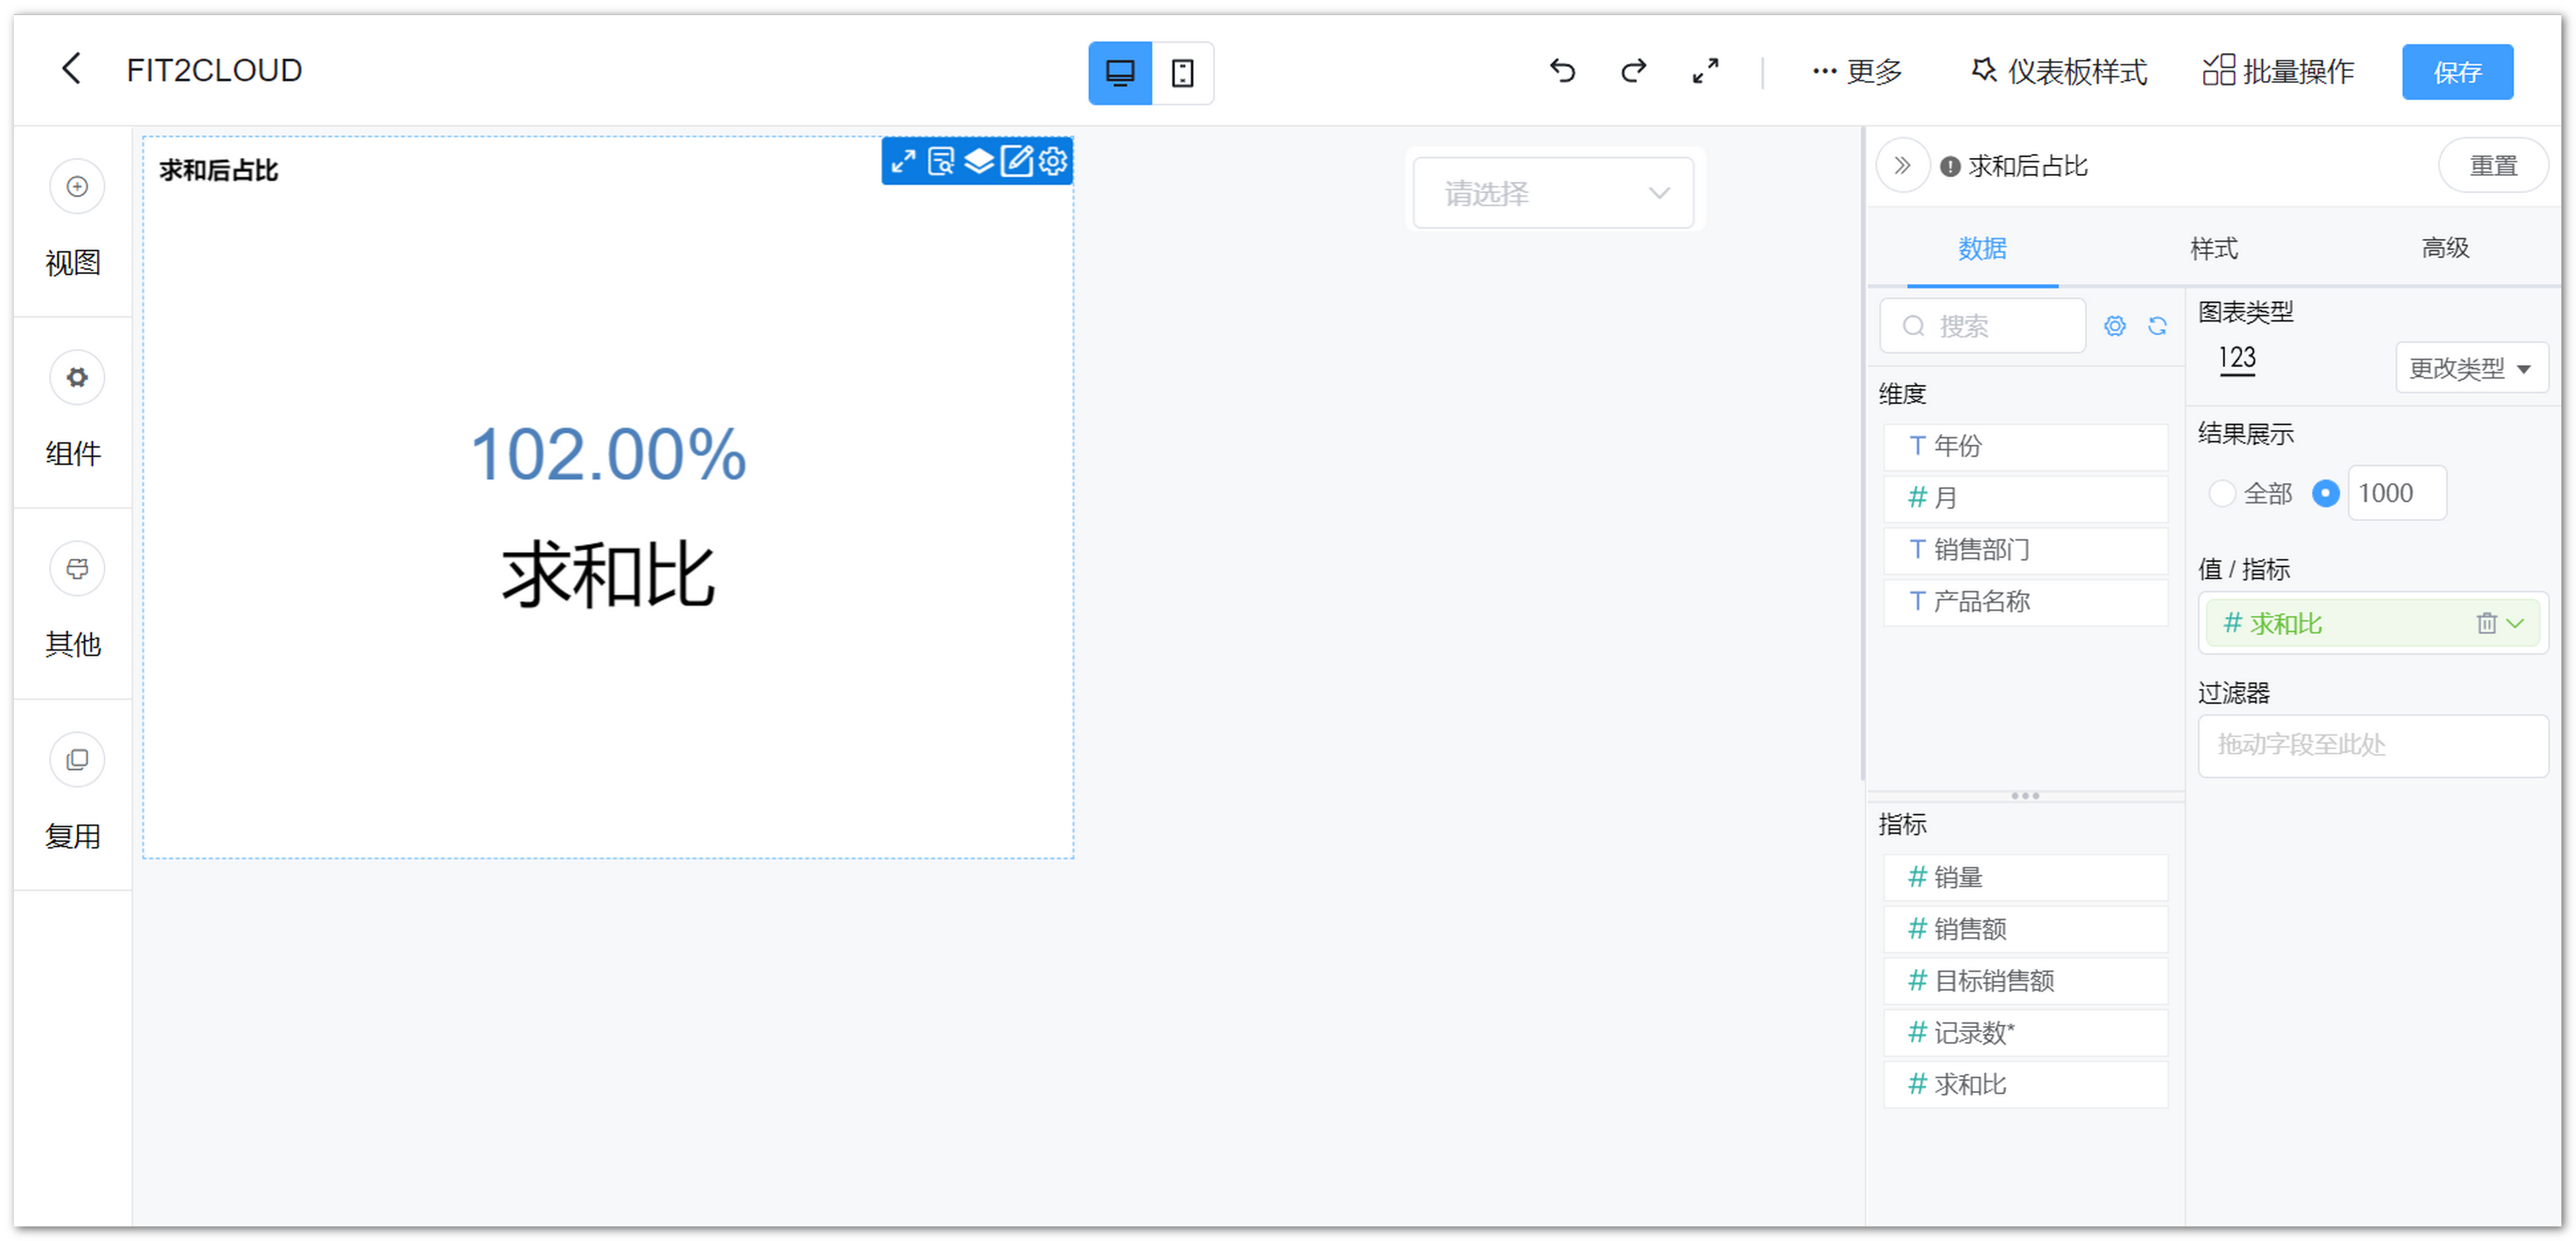 FIT2CLOUD
更多
仪表板样式
批量操作
保存
视图
组件
其他
复用
求和后占比
102.00%
求和比
请选择
求和后占比
重置
数据
样式
高级
搜索
维度
T 年份
# 月
T 销售部门
T 产品名称
指标
# 销量
# 销售额
# 目标销售额
# 记录数*
# 求和比
图表类型
123
更改类型
结果展示
全部
1000
值 / 指标
# 求和比
过滤器
拖动字段至此处